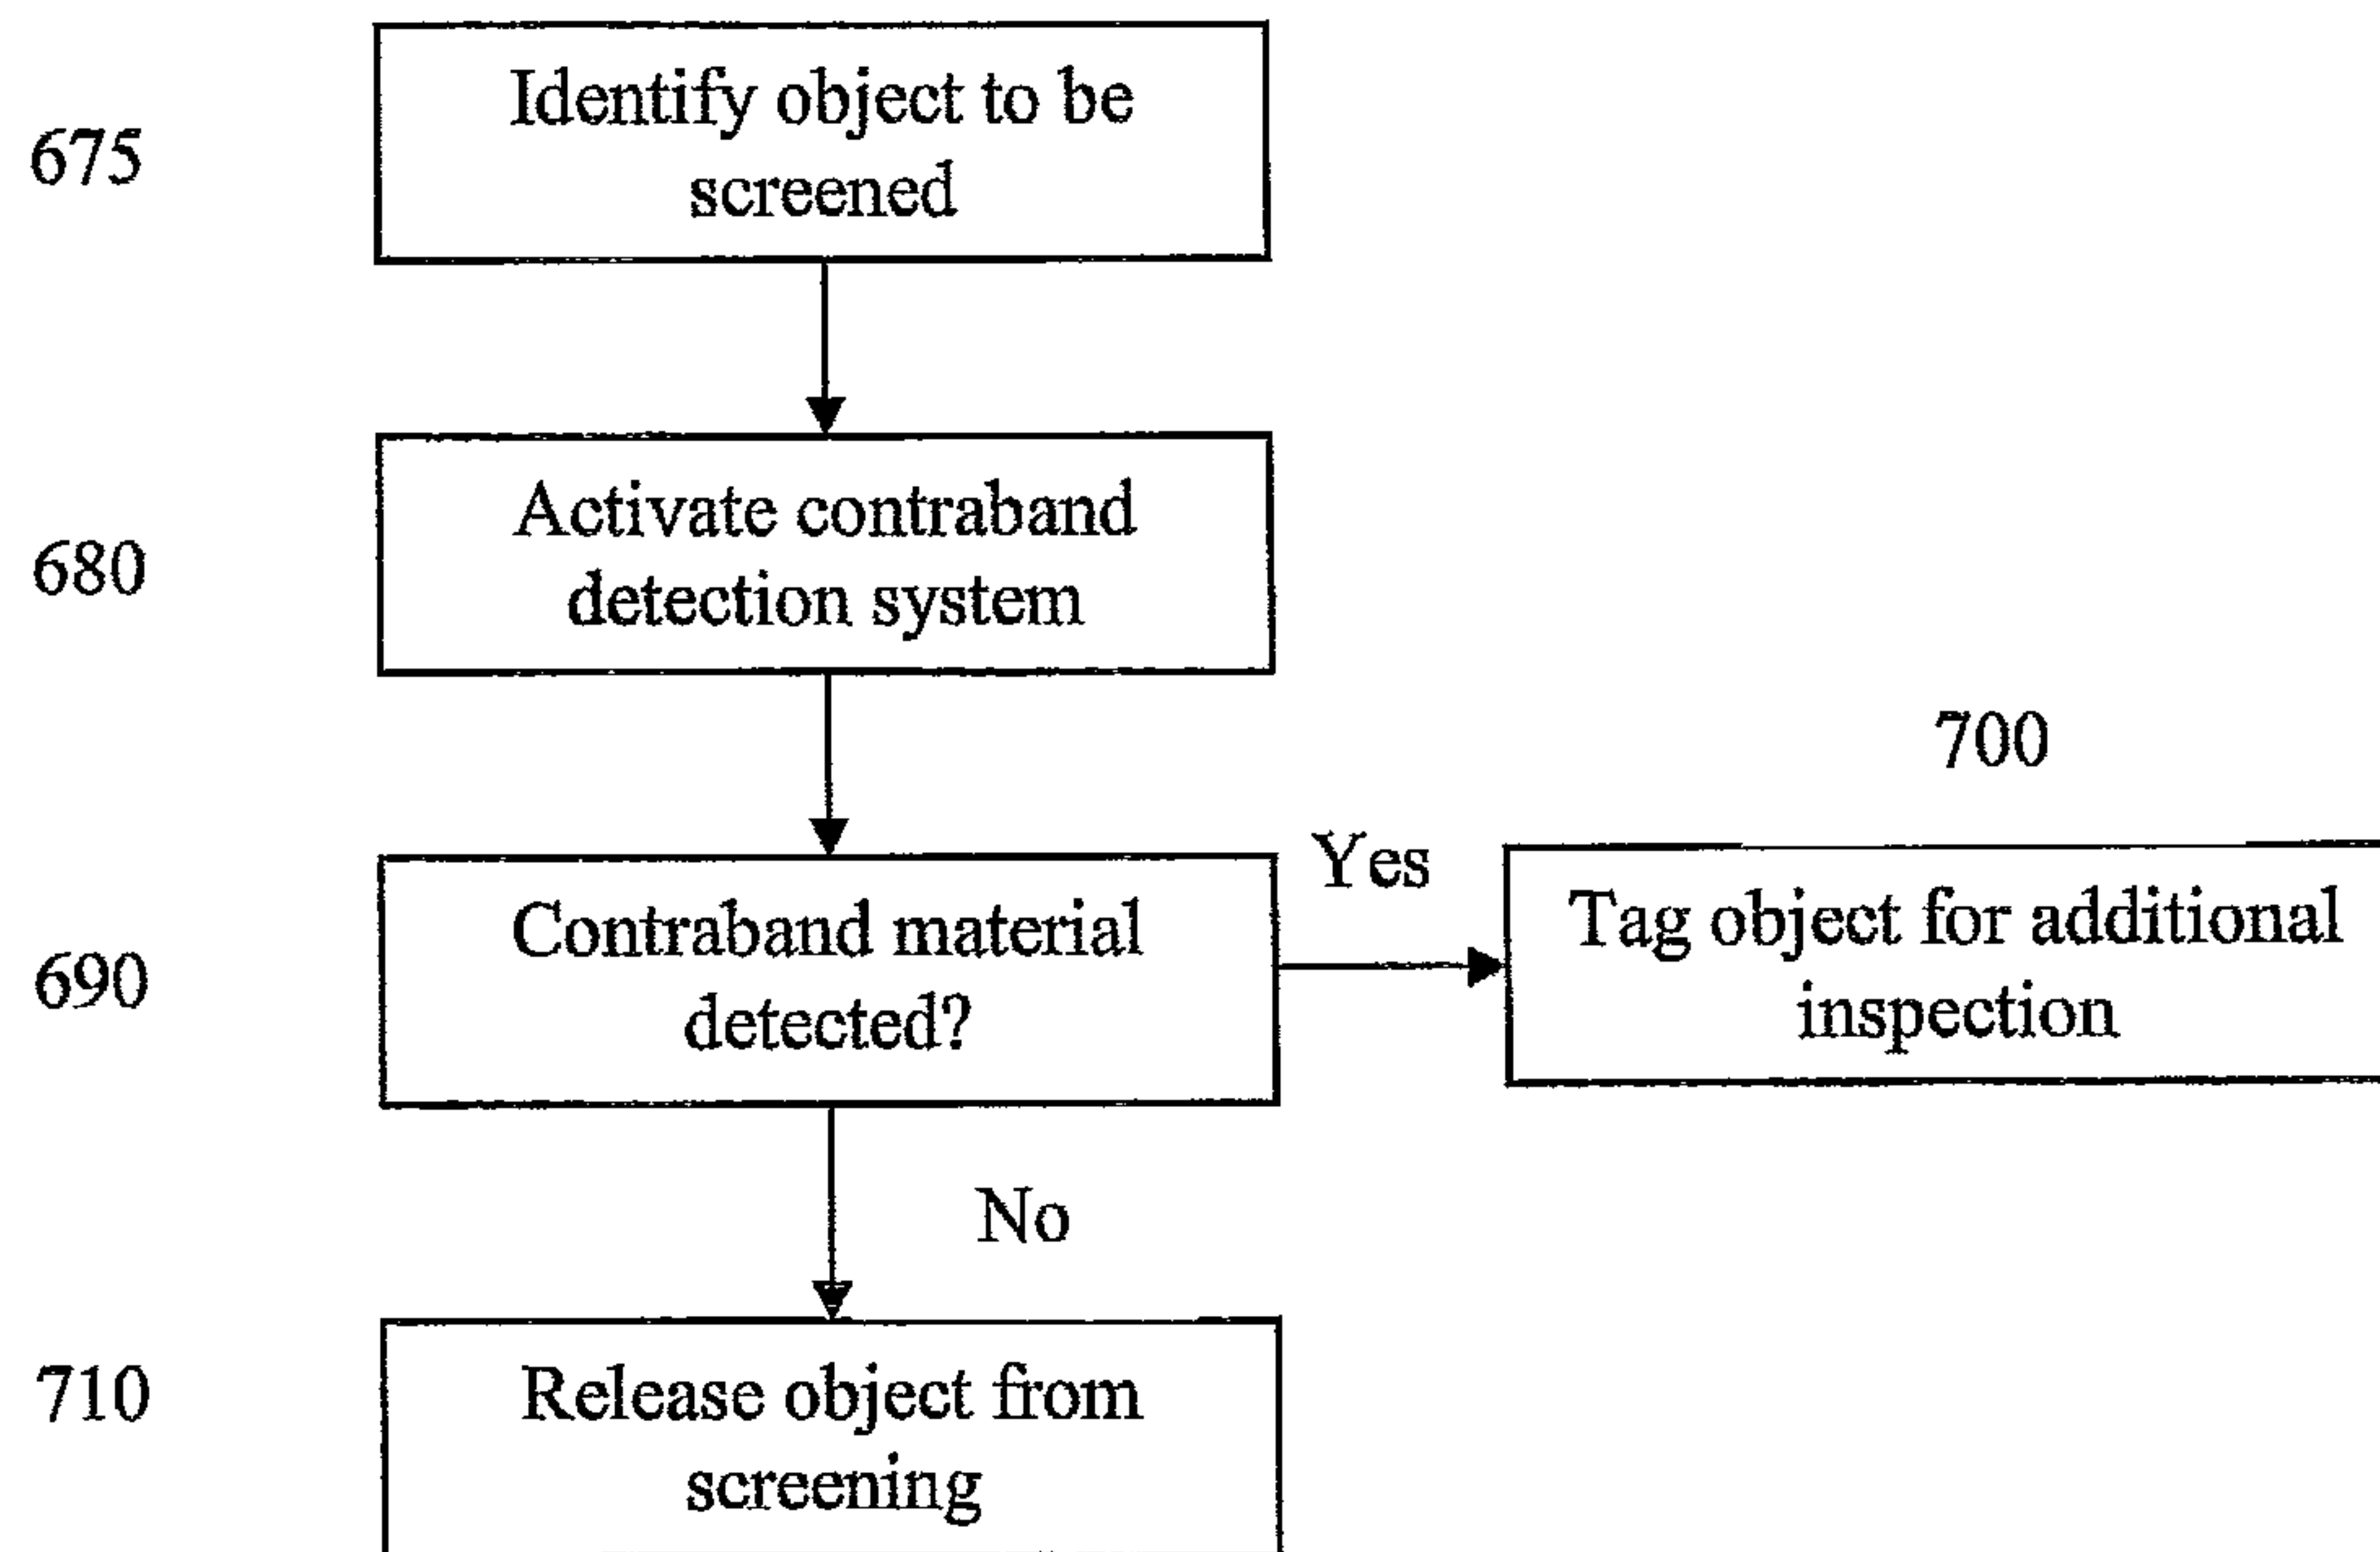 675
Identify object to be
screened
680
Activate contraband
detection system
700
690
Contraband material
detected?
Yes
Tag object for additional
inspection
No
710
Release object from
screening